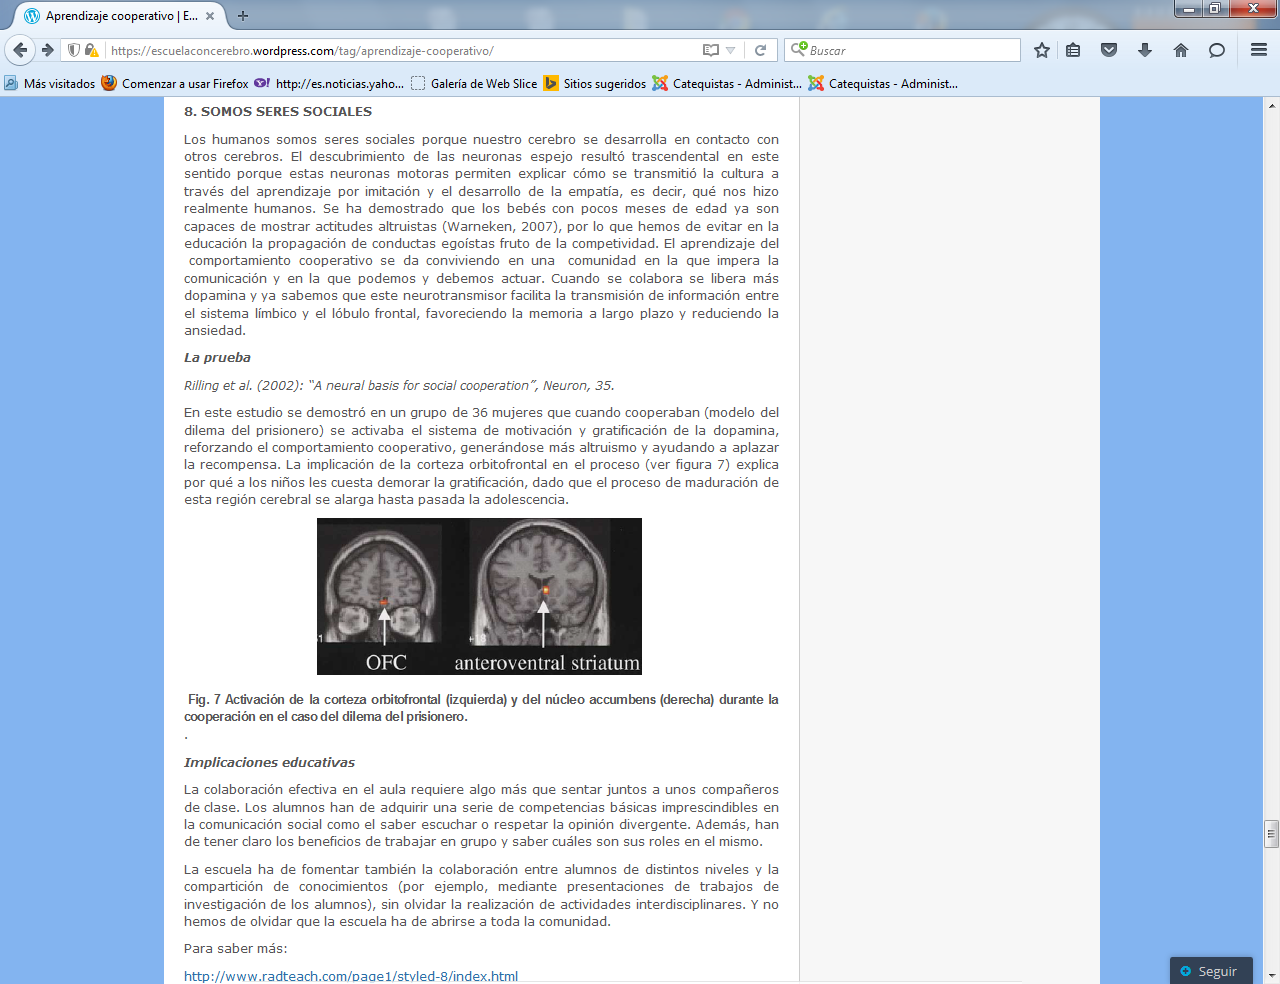 Aprendizaje cooperativo | E...
https://escuelaconcerebro.wordpress.com/tag/aprendizaje-cooperativo/
Buscar
Más visitados
Comenzar a usar Firefox
http://es.noticias.yaho...
Galería de Web Slice
Sitios sugeridos
Catequistas - Administ...
Catequistas - Administ...
8. SOMOS SERES SOCIALES
Los humanos somos seres sociales porque nuestro cerebro se desarrolla en contacto con
otros cerebros. El descubrimiento de las neuronas espejo resultó trascendental en este
sentido porque estas neuronas motoras permiten explicar cómo se transmitió la cultura a
través del aprendizaje por imitación y el desarrollo de la empatía, es decir, qué nos hizo
realmente humanos. Se ha demostrado que los bebés con pocos meses de edad ya son
capaces de mostrar actitudes altruistas (Warneken, 2007), por lo que hemos de evitar en la
educación la propagación de conductas egoístas fruto de la competividad. El aprendizaje del
comportamiento cooperativo se da conviviendo en una comunidad en la que impera la
comunicación y en la que podemos y debemos actuar. Cuando se colabora se libera más
dopamina y ya sabemos que este neurotransmisor facilita la transmisión de información entre
el sistema límbico y el lóbulo frontal, favoreciendo la memoria a largo plazo y reduciendo la
ansiedad.
La prueba
Rilling et al. (2002): “A neural basis for social cooperation”, Neuron, 35.
En este estudio se demostró en un grupo de 36 mujeres que cuando cooperaban (modelo del
dilema del prisionero) se activaba el sistema de motivación y gratificación de la dopamina,
reforzando el comportamiento cooperativo, generándose más altruismo y ayudando a aplazar
la recompensa. La implicación de la corteza orbitofrontal en el proceso (ver figura 7) explica
por qué a los niños les cuesta demorar la gratificación, dado que el proceso de maduración de
esta región cerebral se alarga hasta pasada la adolescencia.
OFC
anteroventral striatum
Fig. 7 Activación de la corteza orbitofrontal (izquierda) y del núcleo accumbens (derecha) durante la
cooperación en el caso del dilema del prisionero.
.
Implicaciones educativas
La colaboración efectiva en el aula requiere algo más que sentar juntos a unos compañeros
de clase. Los alumnos han de adquirir una serie de competencias básicas imprescindibles en
la comunicación social como el saber escuchar o respetar la opinión divergente. Además, han
de tener claro los beneficios de trabajar en grupo y saber cuáles son sus roles en el mismo.
La escuela ha de fomentar también la colaboración entre alumnos de distintos niveles y la
compartición de conocimientos (por ejemplo, mediante presentaciones de trabajos de
investigación de los alumnos), sin olvidar la realización de actividades interdisciplinares. Y no
hemos de olvidar que la escuela ha de abrirse a toda la comunidad.
Para saber más:
http://www.radteach.com/page1/styled-8/index.html
Seguir